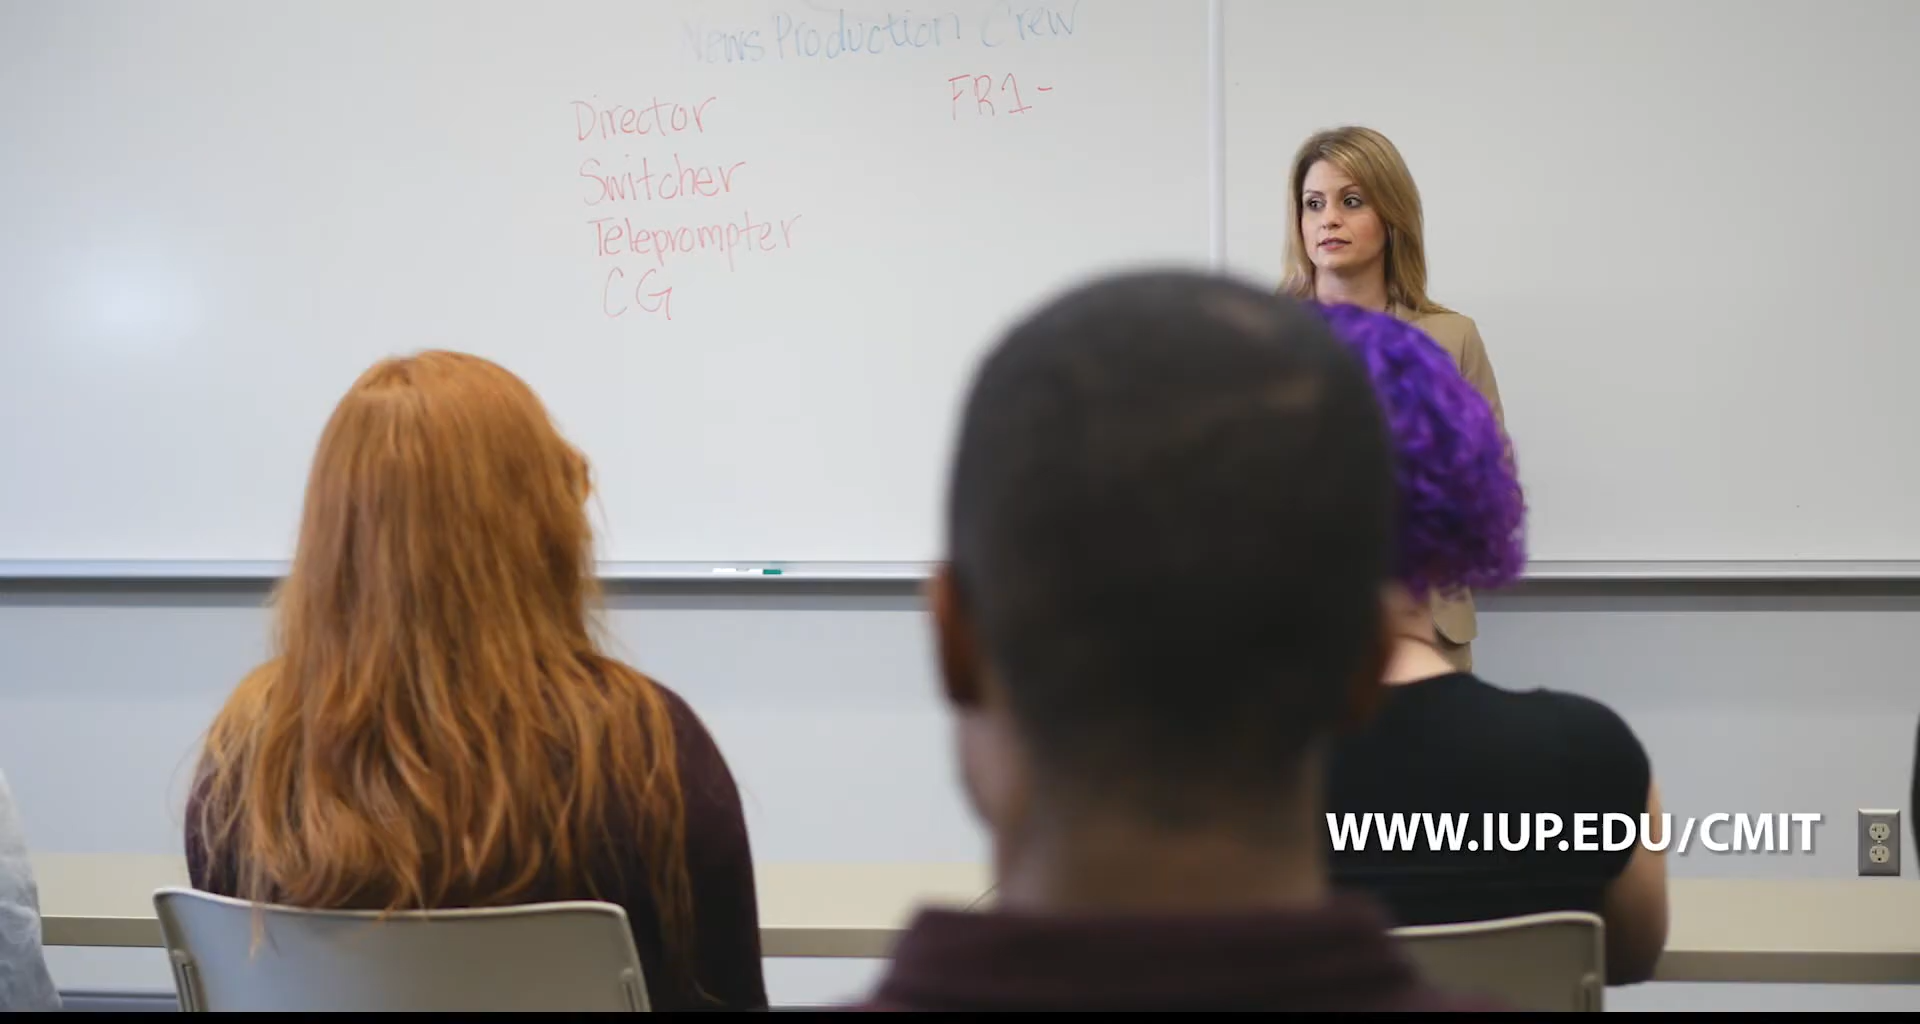 News Production Crew
FR1-
Director
Switcher
Teleprompter
CG
WWW.IUP.EDU/CMIT